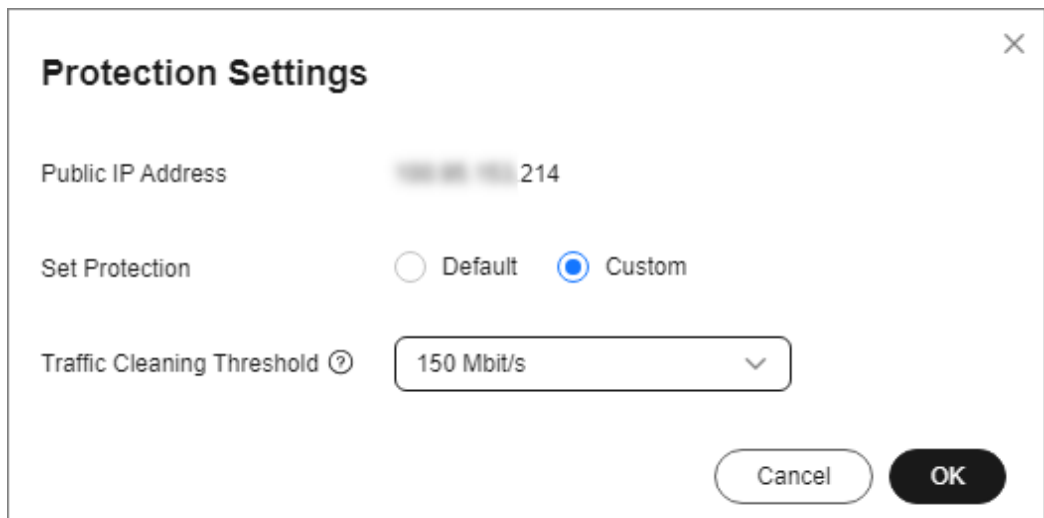 Protection Settings
Public IP Address .214
Set Protection Default Custom
Traffic Cleaning Threshold 150 Mbit/s
Cancel OK